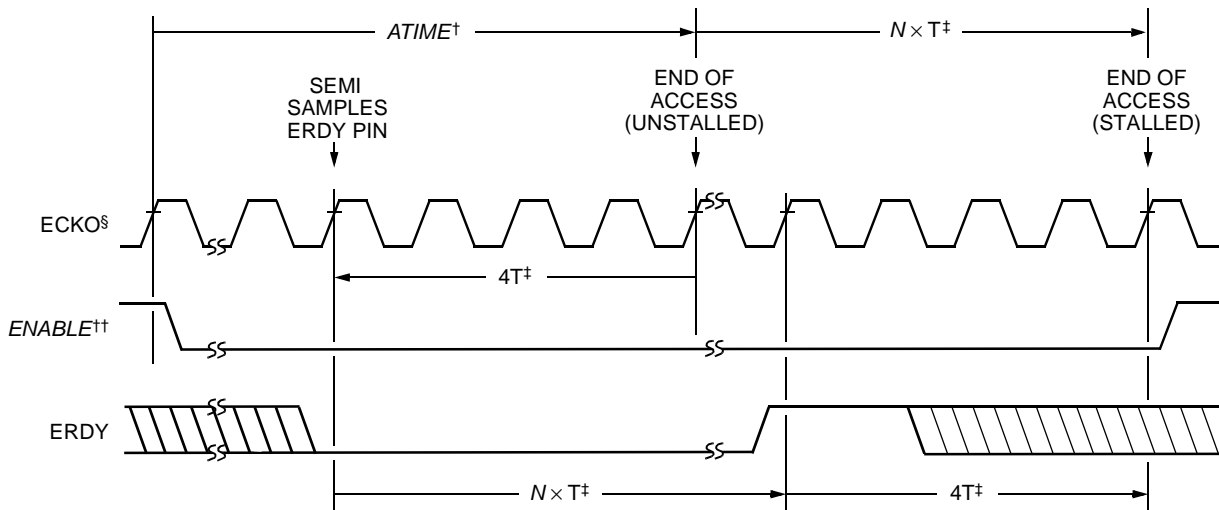 ATIME†
N × T‡
SEMI
SAMPLES
ERDY PIN
END OF
ACCESS
(UNSTALLED)
END OF
ACCESS
(STALLED)
ECKO§
4T‡
ENABLE††
ERDY
N × T‡
4T‡